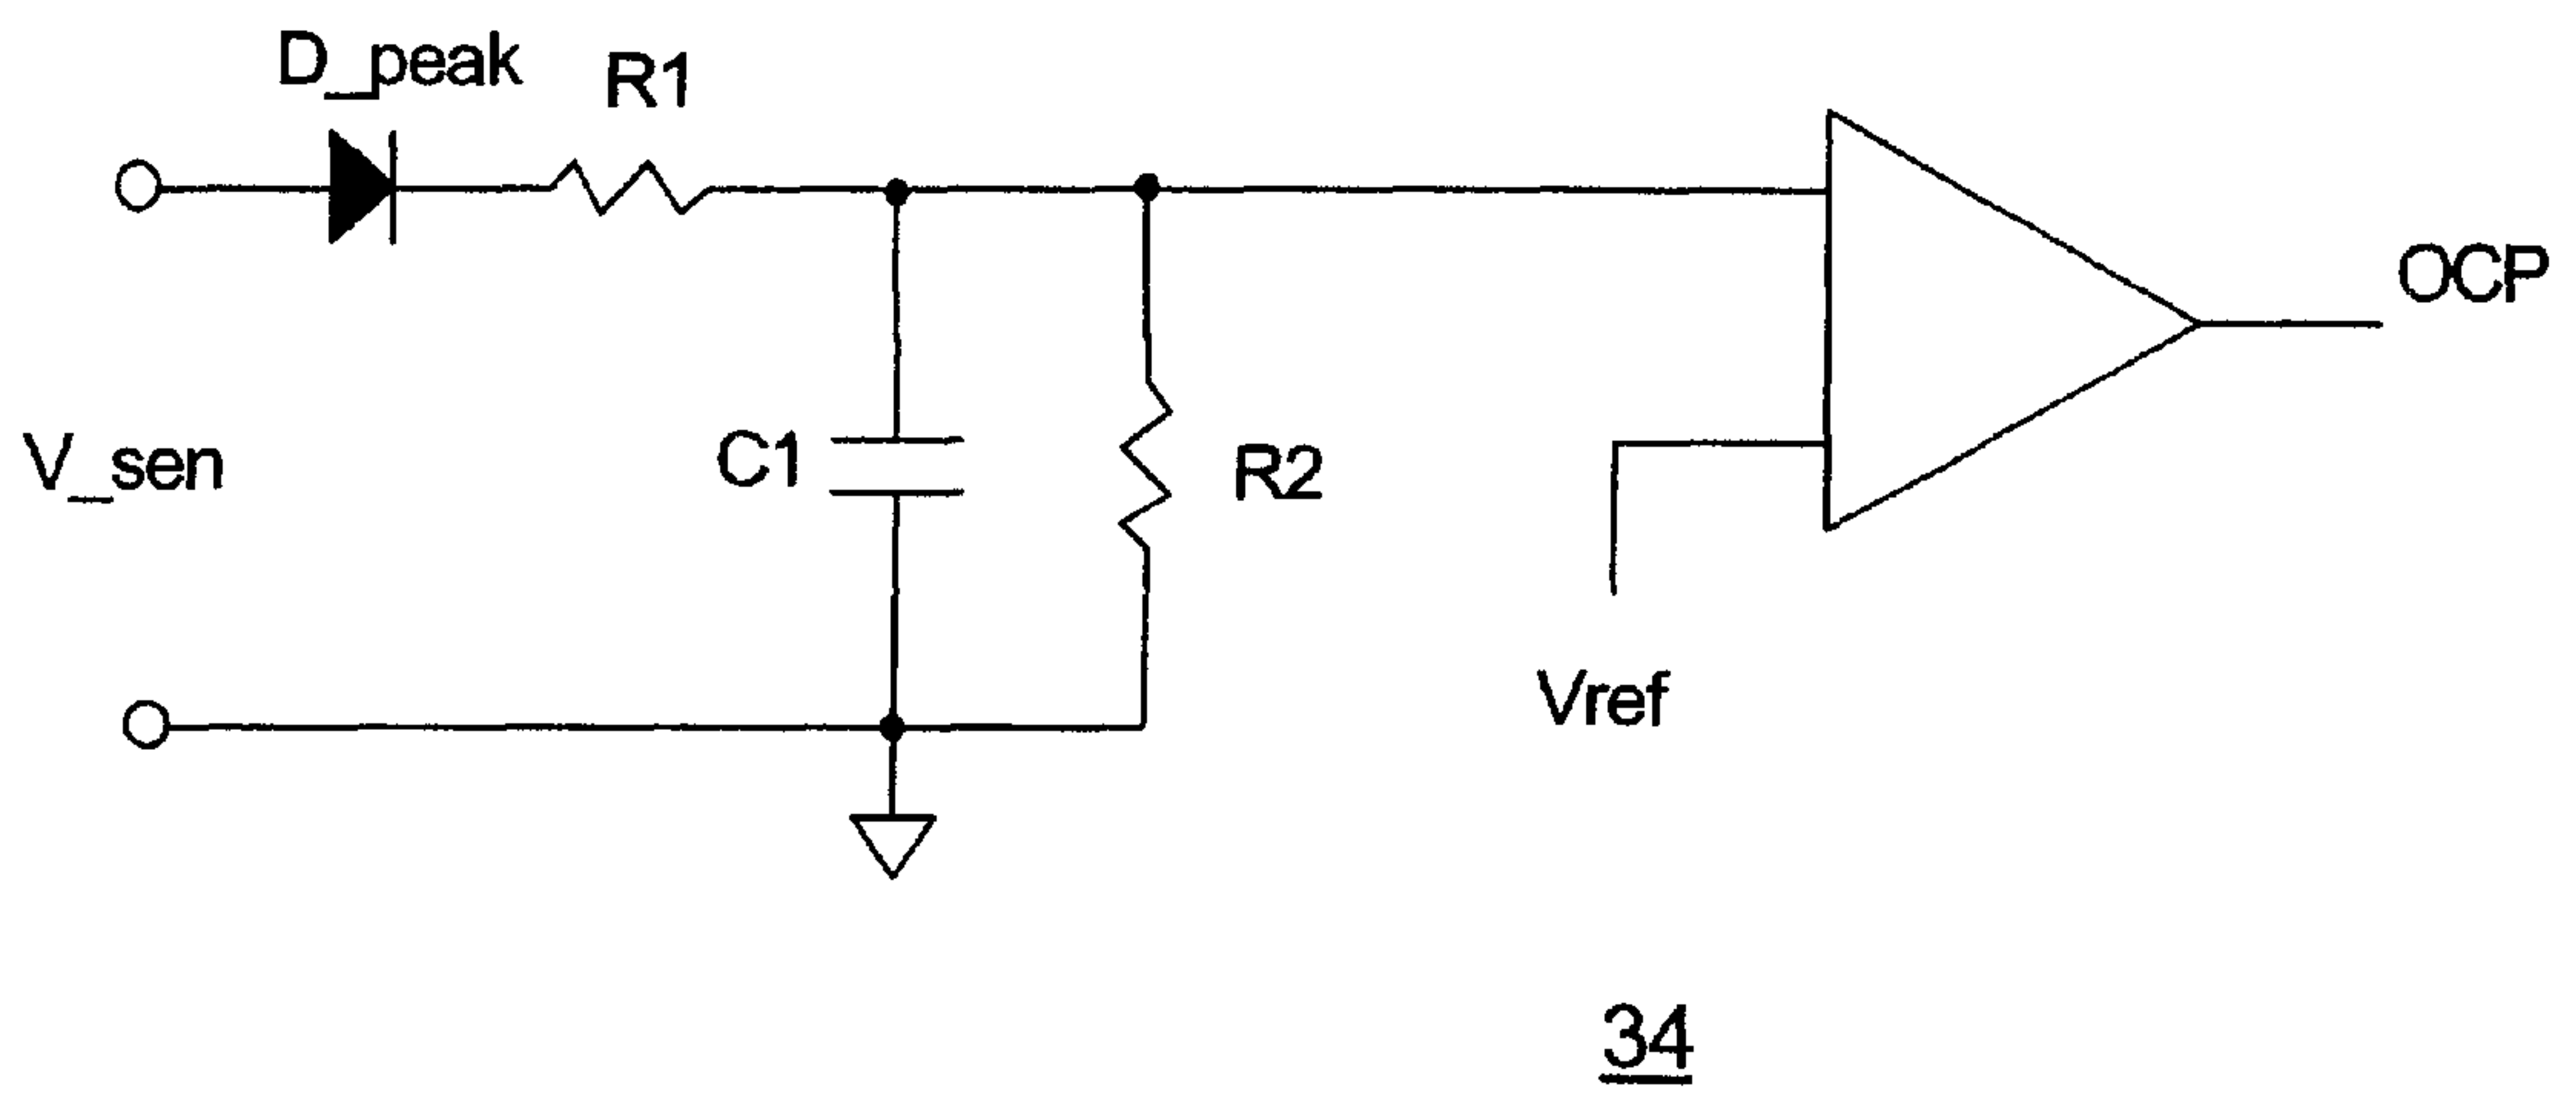 D_peak
R1
OCP
C1
R2
V_sen
Vref
34